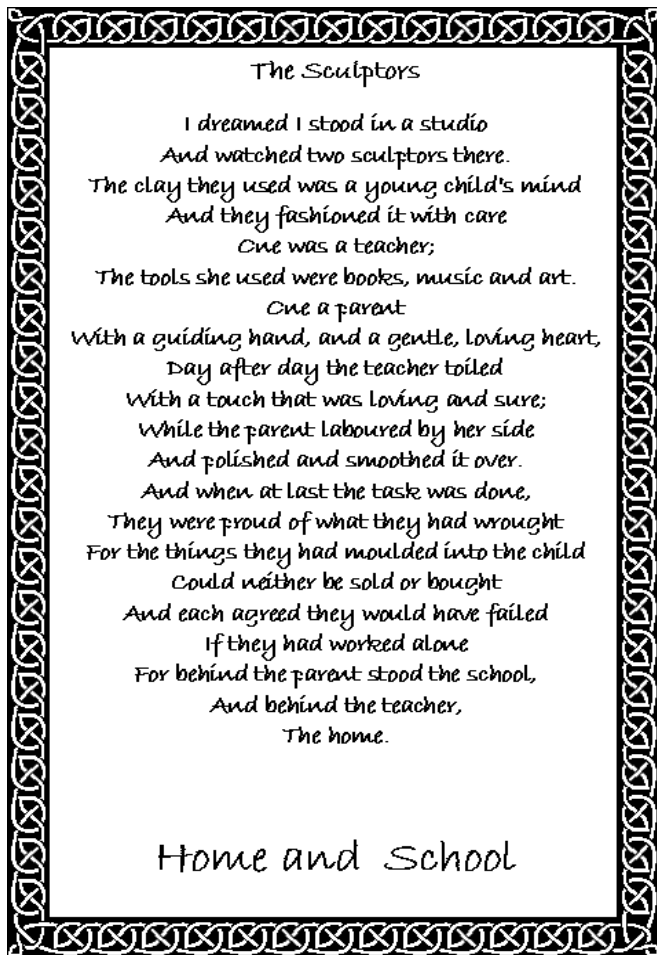 The Sculptors
I dreamed I stood in a studio
And watched two sculptors there.
The clay they used was a young child's mind
And they fashioned it with care
One was a teacher;
The tools she used were books, music and art.
One a parent
With a guiding hand, and a gentle, loving heart,
Day after day the teacher toiled
With a touch that was loving and sure;
While the parent laboured by her side
And polished and smoothed it over.
And when at last the task was done,
They were proud of what they had wrought
For the things they had moulded into the child
Could neither be sold or bought
And each agreed they would have failed
If they had worked alone
For behind the parent stood the school,
And behind the teacher,
The home.
Home and School